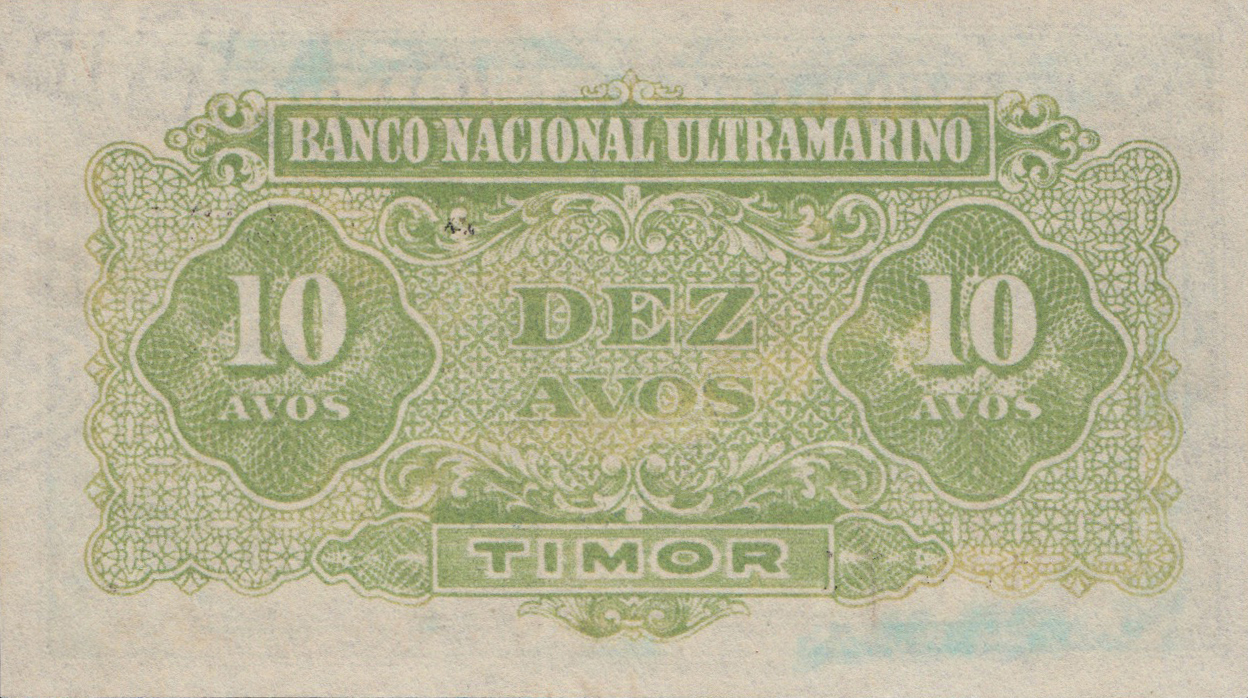 BANCO NACIONAL ULTRAMARINO
10
AVOS
DEZ
AVOS
10
AVOS
TIMOR